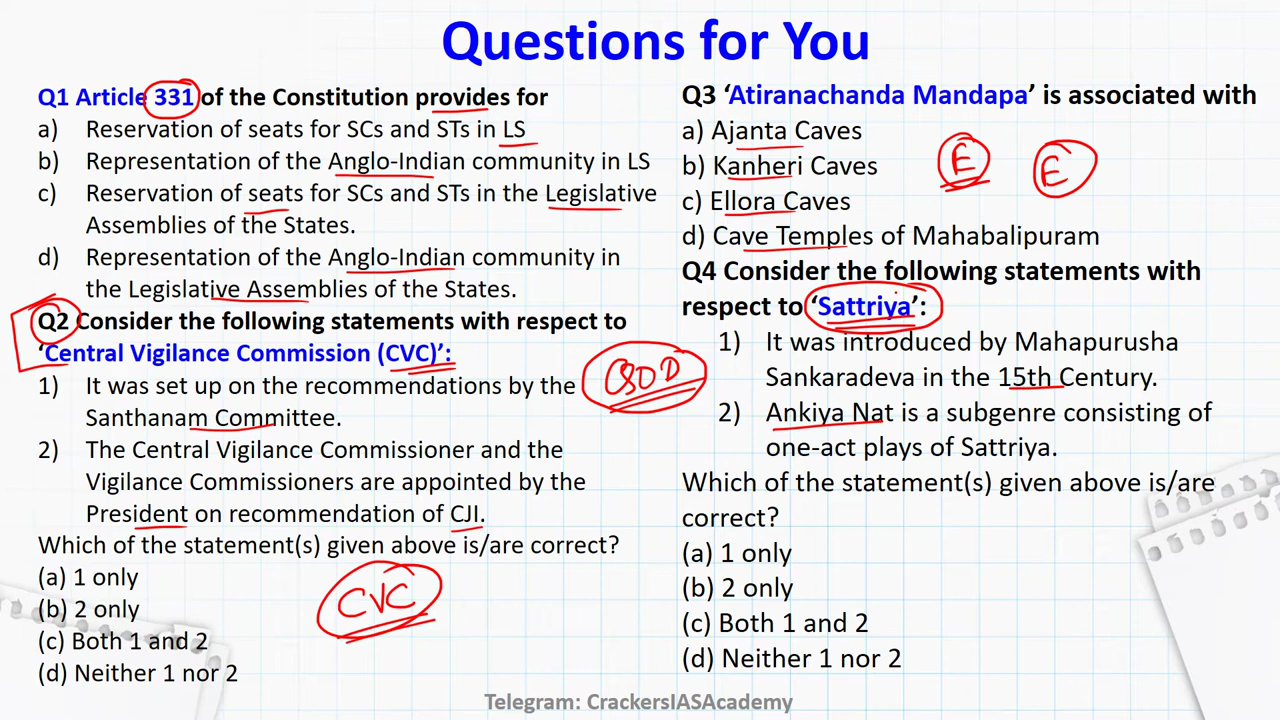 Questions for You
Q1 Article 331 of the Constitution provides for
a) Reservation of seats for SCs and STs in LS
b) Representation of the Anglo-Indian community in LS
c) Reservation of seats for SCs and STs in the Legislative
Assemblies of the States.
d) Representation of the Anglo-Indian community in
the Legislative Assemblies of the States.
Q2 Consider the following statements with respect to
‘Central Vigilance Commission (CVC)’:
1) It was set up on the recommendations by the
Santhanam Committee.
2) The Central Vigilance Commissioner and the
Vigilance Commissioners are appointed by the
President on recommendation of CJI.
Which of the statement(s) given above is/are correct?
(a) 1 only
(b) 2 only
(c) Both 1 and 2
(d) Neither 1 nor 2
CVC
Q3 ‘Atiranachanda Mandapa’ is associated with
a) Ajanta Caves
b) Kanheri Caves
c) Ellora Caves
d) Cave Temples of Mahabalipuram
E E
Q4 Consider the following statements with
respect to ‘Sattriya’:
1) It was introduced by Mahapurusha
Sankaradeva in the 15th Century.
2) Ankiya Nat is a subgenre consisting of
one-act plays of Sattriya.
Which of the statement(s) given above is/are
correct?
(a) 1 only
(b) 2 only
(c) Both 1 and 2
(d) Neither 1 nor 2
Telegram: CrackersIASAcademy